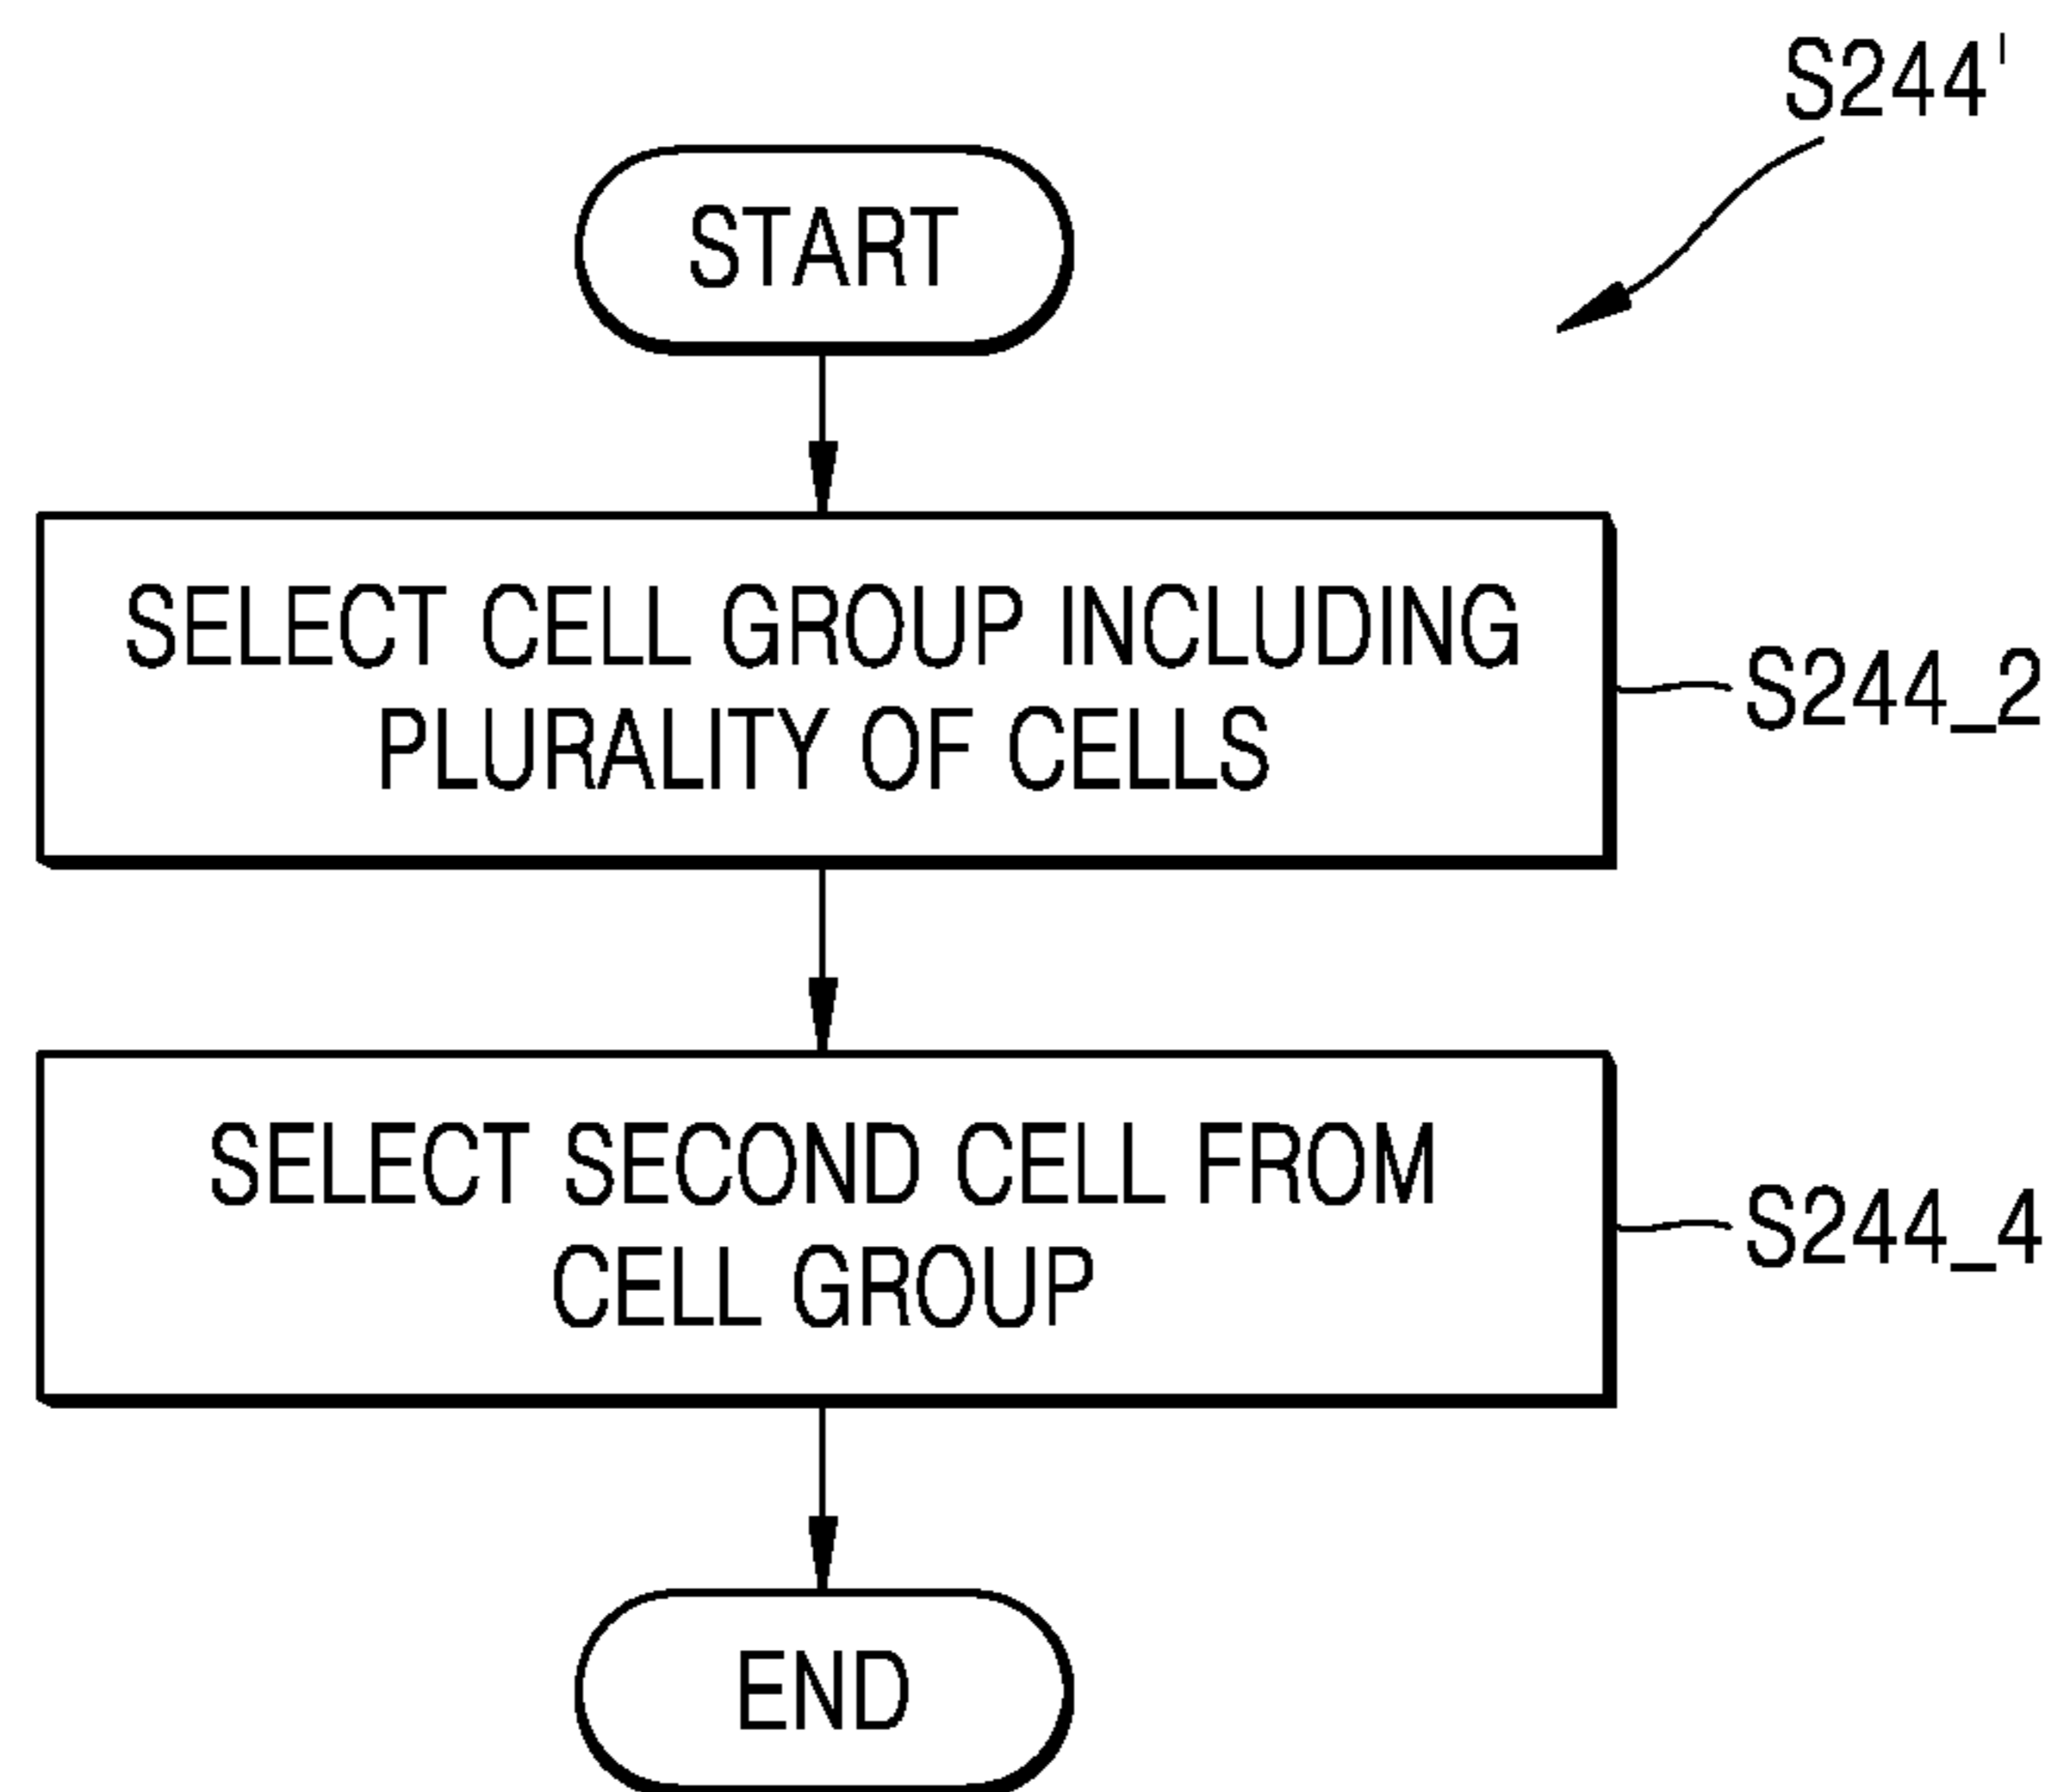 S244'
START
SELECT CELL GROUP INCLUDING
PLURALITY OF CELLS
S244_2
SELECT SECOND CELL FROM
CELL GROUP
S244_4
END